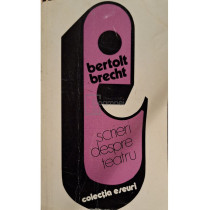 bertolt
brecht
scrieri
despre
teatru
colecția eseuri